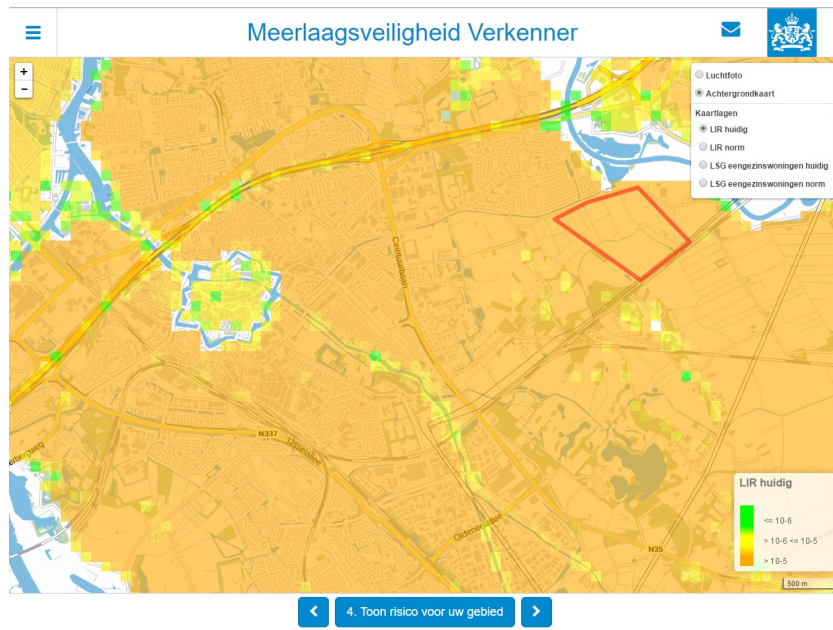 Meerlaagsveiligheid Verkenner
+
-
Luchtfoto
Achtergrondkaart
Kaartlagen
LIR huidig
LIR norm
LSG eengezinswoningen huidig
LSG eengezinswoningen norm
Ceintuurbaan
N337
IJsselallee
Oldeneelallee
N35
LIR huidig
<= 10-6
> 10-6 <= 10-5
> 10-5
500 m
4. Toon risico voor uw gebied